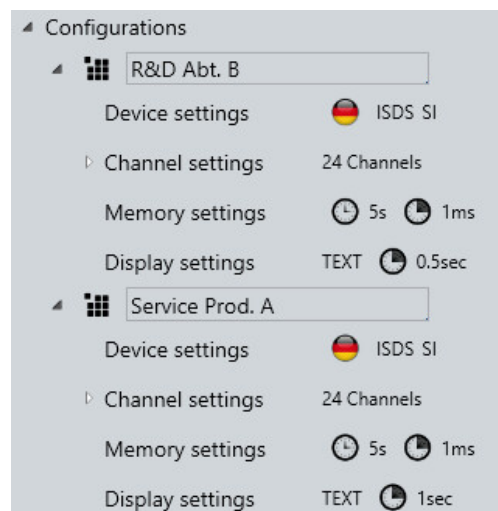 Configurations
R&D Abt. B
Device settings ISDS SI
Channel settings 24 Channels
Memory settings 5s 1ms
Display settings TEXT 0.5sec
Service Prod. A
Device settings ISDS SI
Channel settings 24 Channels
Memory settings 5s 1ms
Display settings TEXT 1sec